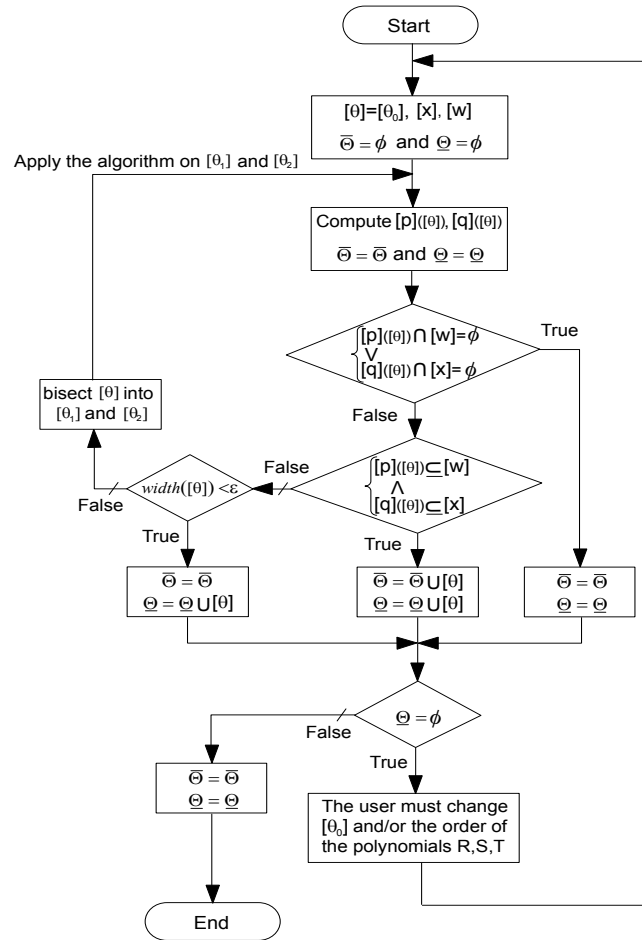 Start
[θ]=[θ₀], [x], [w]
Θ̅ = ϕ and Θ̲ = ϕ
Apply the algorithm on [θ₁] and [θ₂]
Compute [p]([θ]), [q]([θ])
Θ̅ = Θ̅ and Θ̲ = Θ̲
[p]([θ]) ∩ [w]=ϕ
V
[q]([θ]) ∩ [x]=ϕ
True
False
bisect [θ] into
[θ₁] and [θ₂]
[p]([θ])⊆[w]
Λ
[q]([θ])⊆[x]
False
width([θ]) <ε
False
True
True
Θ̅ = Θ̅
Θ̲ = Θ̲ ∪[θ]
Θ̅ = Θ̅ ∪[θ]
Θ̲ = Θ̲ ∪[θ]
Θ̅ = Θ̅
Θ̲ = Θ̲
Θ̲ = ϕ
False
True
Θ̅ = Θ̅
Θ̲ = Θ̲
The user must change
[θ₀] and/or the order of
the polynomials R,S,T
End